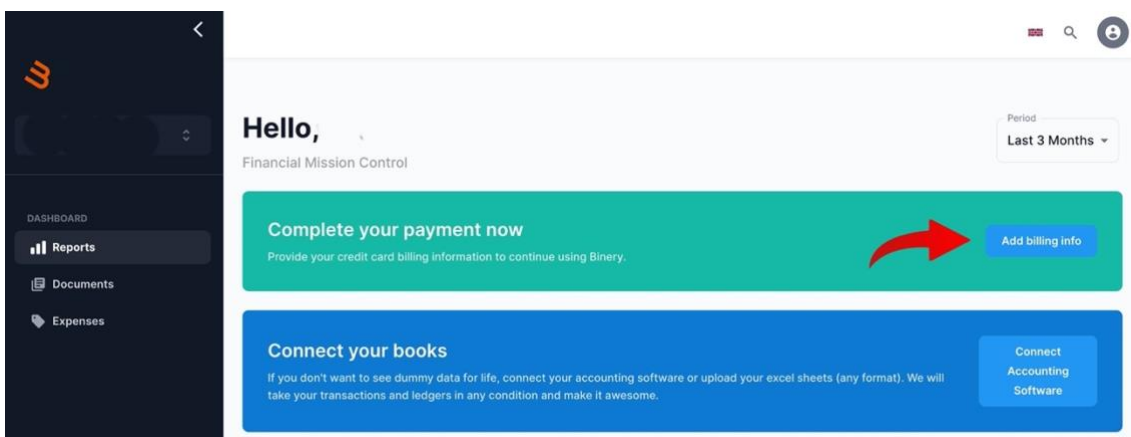 Hello,
Financial Mission Control
Period
Last 3 Months
DASHBOARD
Reports
Documents
Expenses
Complete your payment now
Provide your credit card billing information to continue using Binery.
Add billing info
Connect your books
If you don't want to see dummy data for life, connect your accounting software or upload your excel sheets (any format). We will
take your transactions and ledgers in any condition and make it awesome.
Connect
Accounting
Software